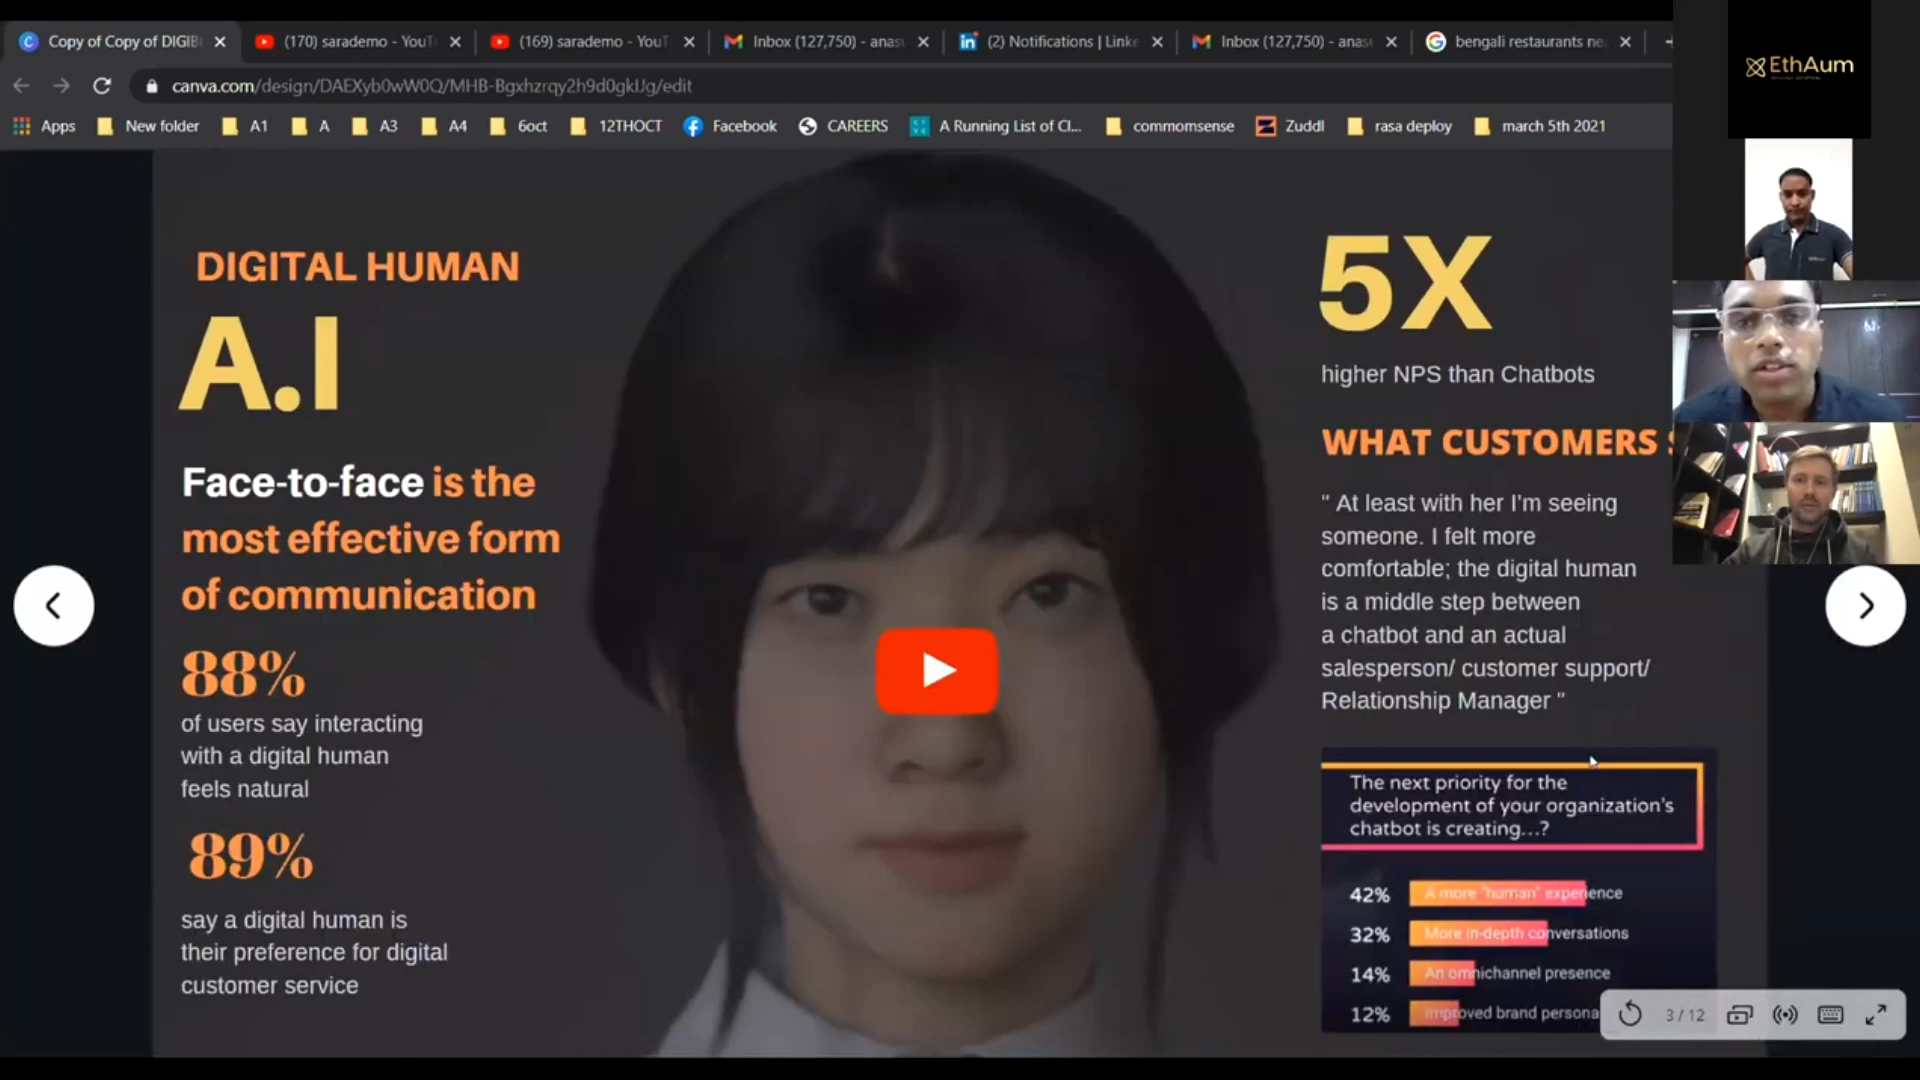 Copy of Copy of DIGIB
(170) sarademo - YouT
(169) sarademo - YouT
Inbox (127,750) - anas
(2) Notifications | Linke
Inbox (127,750) - anas
bengali restaurants ne
canva.com/design/DAEXyb0wW0Q/MHB-Bgxhzrqy2h9d0gkIJg/edit
Apps
New folder
A1
A
A3
A4
6oct
12THOCT
Facebook
CAREERS
A Running List of Cl...
commomsense
Zuddl
rasa deploy
march 5th 2021
EthAum
DIGITAL HUMAN
A.I
Face-to-face is the
most effective form
of communication
88%
of users say interacting
with a digital human
feels natural
89%
say a digital human is
their preference for digital
customer service
5X
higher NPS than Chatbots
WHAT CUSTOMERS
" At least with her I'm seeing
someone. I felt more
comfortable; the digital human
is a middle step between
a chatbot and an actual
salesperson/ customer support/
Relationship Manager "
The next priority for the
development of your organization's
chatbot is creating...?
42% A more "human" experience
32% More in-depth conversations
14% An omnichannel presence
12% Improved brand persona
3 / 12